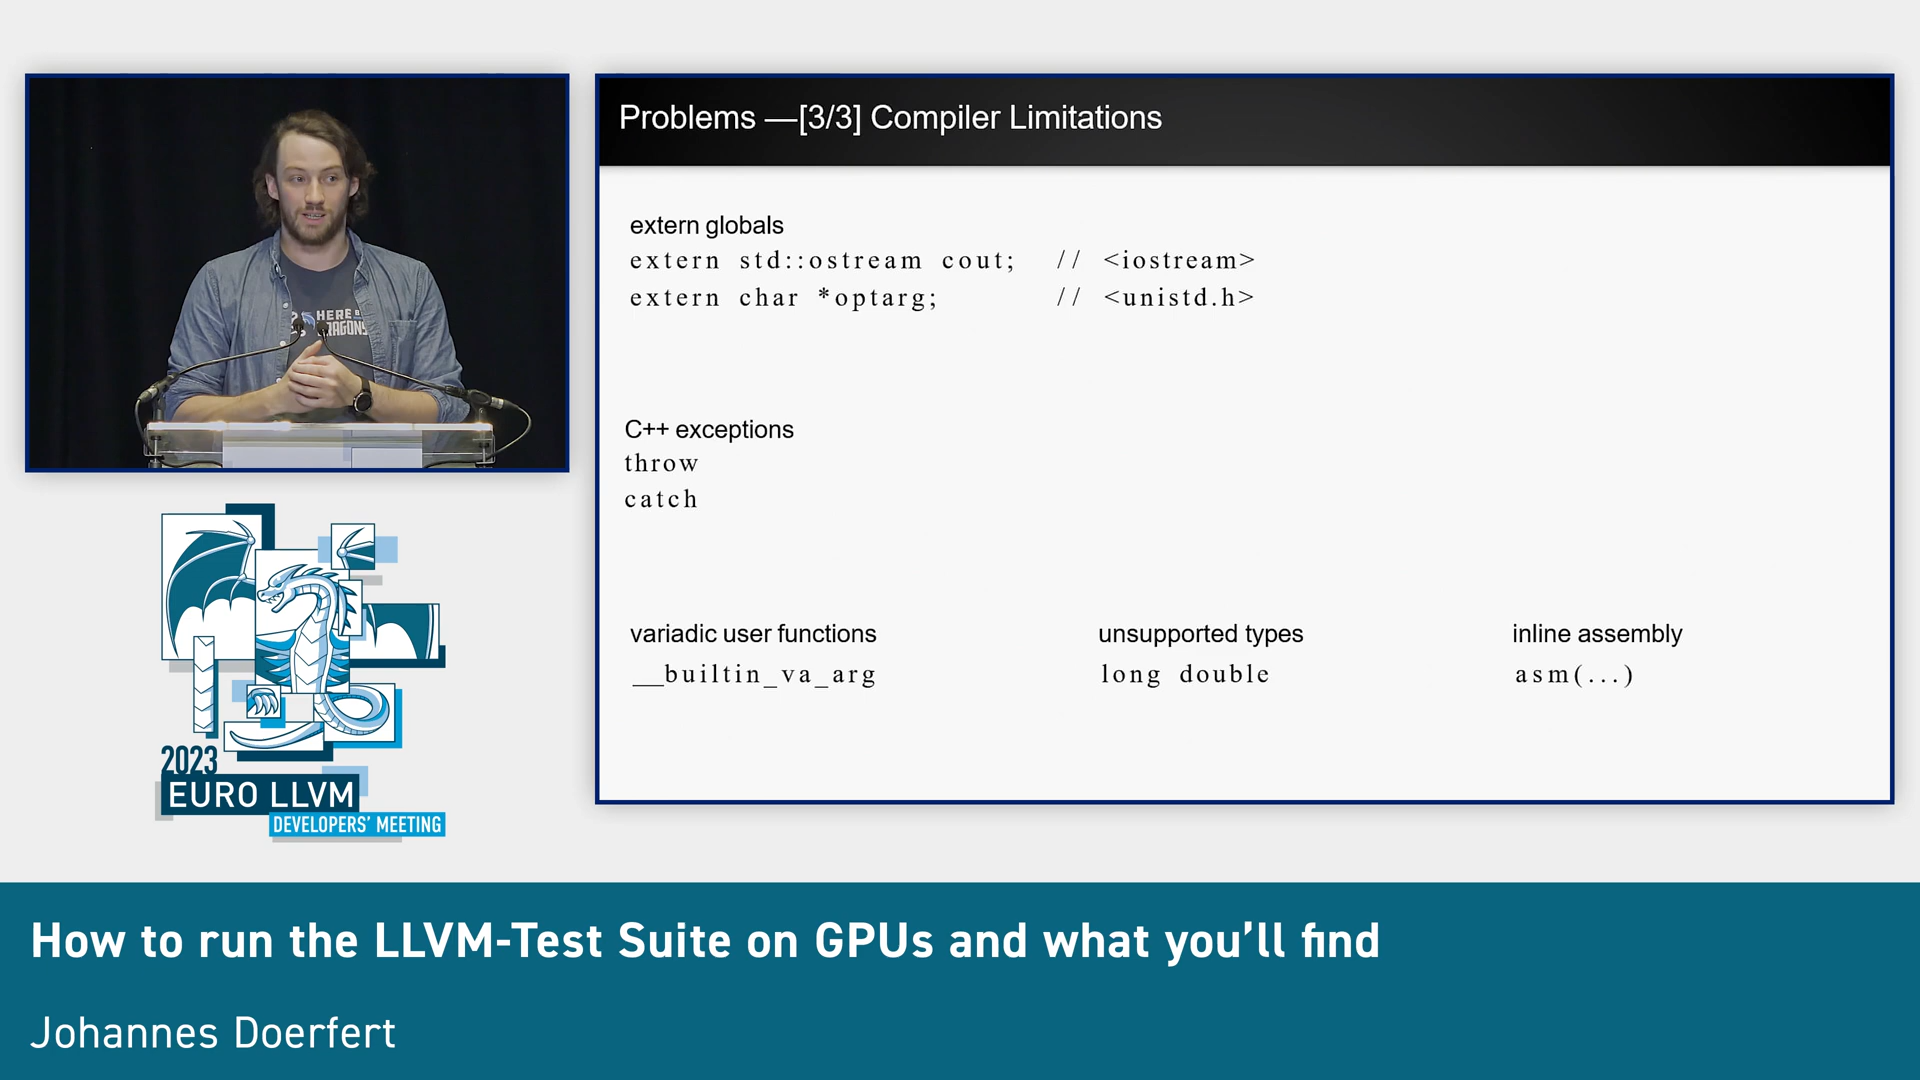 Problems —[3/3] Compiler Limitations
extern globals
extern std::ostream cout; // <iostream>
extern char *optarg; // <unistd.h>
C++ exceptions
throw
catch
variadic user functions
__builtin_va_arg
unsupported types
long double
inline assembly
asm(...)
HERE B
DRAGONS
2023
EURO LLVM
DEVELOPERS' MEETING
How to run the LLVM-Test Suite on GPUs and what you’ll find
Johannes Doerfert